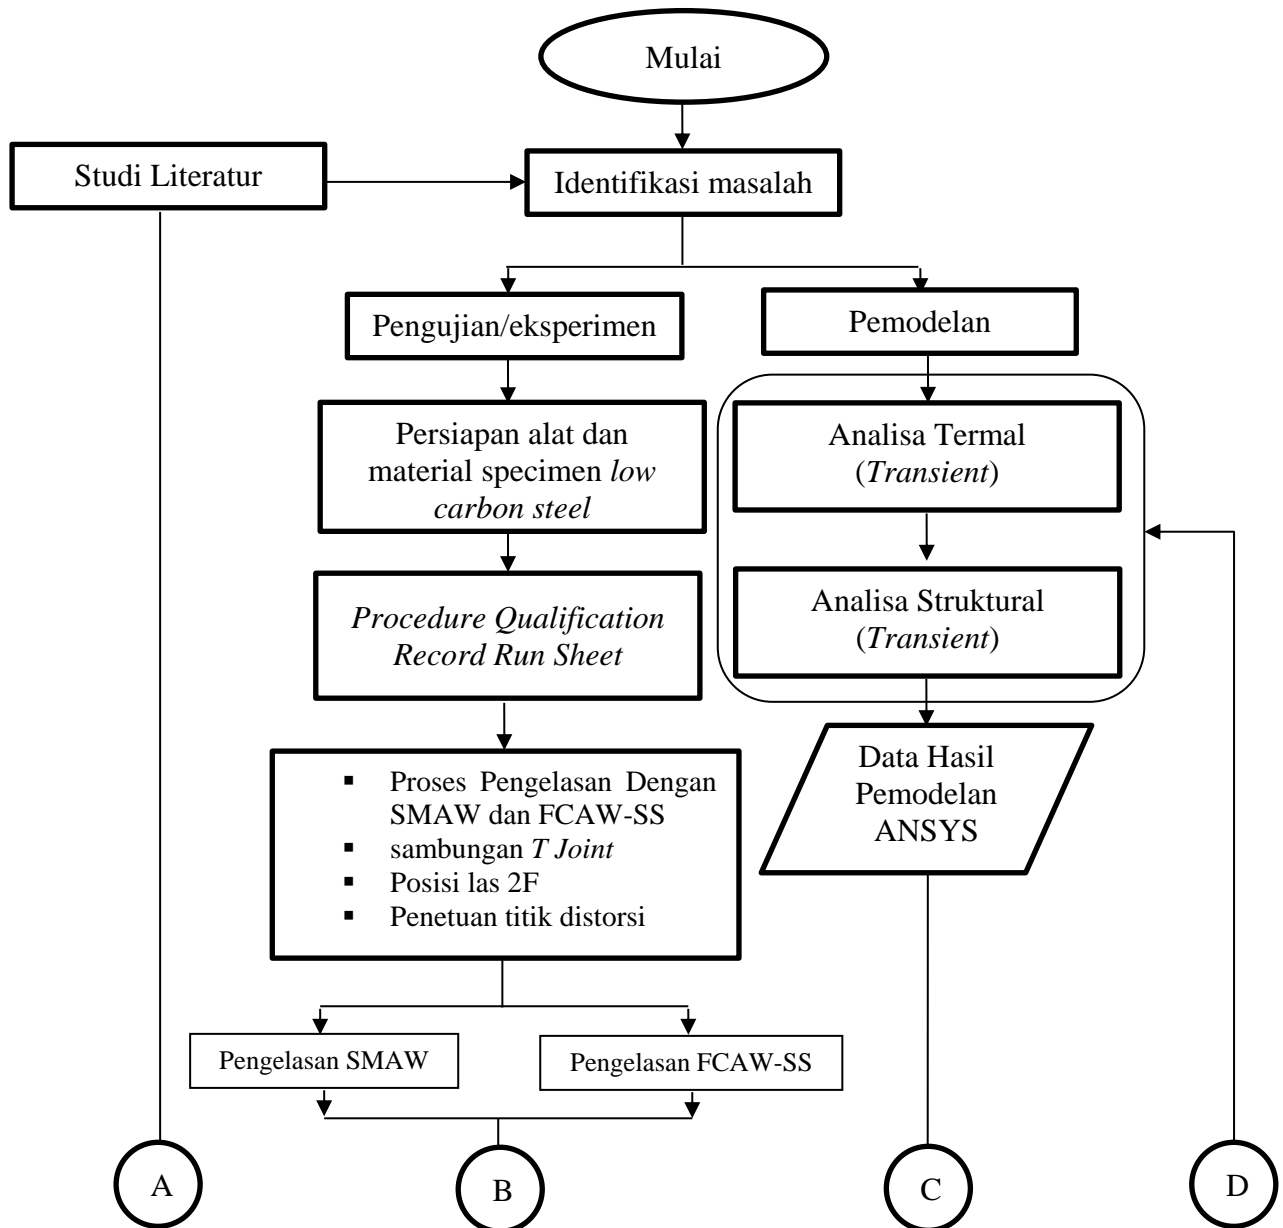 Mulai
Studi Literatur
Identifikasi masalah
Pengujian/eksperimen
Pemodelan
Persiapan alat dan
material specimen low
carbon steel
Analisa Termal
(Transient)
Procedure Qualification
Record Run Sheet
Analisa Struktural
(Transient)
▪ Proses Pengelasan Dengan
SMAW dan FCAW-SS
▪ sambungan T Joint
▪ Posisi las 2F
▪ Penetuan titik distorsi
Data Hasil
Pemodelan
ANSYS
Pengelasan SMAW
Pengelasan FCAW-SS
A
B
C
D